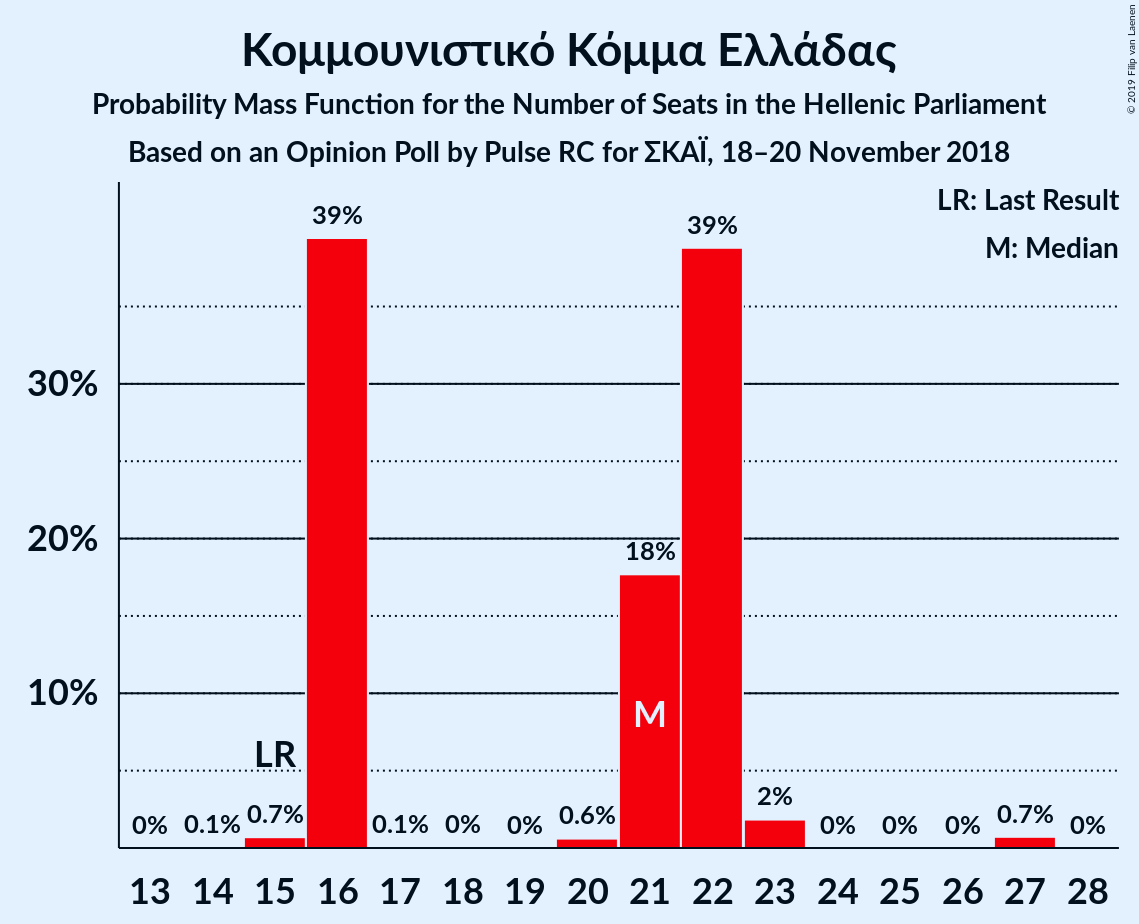 Κομμουνιστικό Κόμμα Ελλάδας
Probability Mass Function for the Number of Seats in the Hellenic Parliament
Based on an Opinion Poll by Pulse RC for ΣΚΑΪ, 18–20 November 2018
© 2019 Filip van Laenen
LR: Last Result
M: Median
39%
39%
30%
20%
18%
10%
M
LR
0%
0.1%
0.7%
0.1%
0%
0%
0.6%
2%
0%
0%
0%
0.7%
0%
13 14 15 16 17 18 19 20 21 22 23 24 25 26 27 28